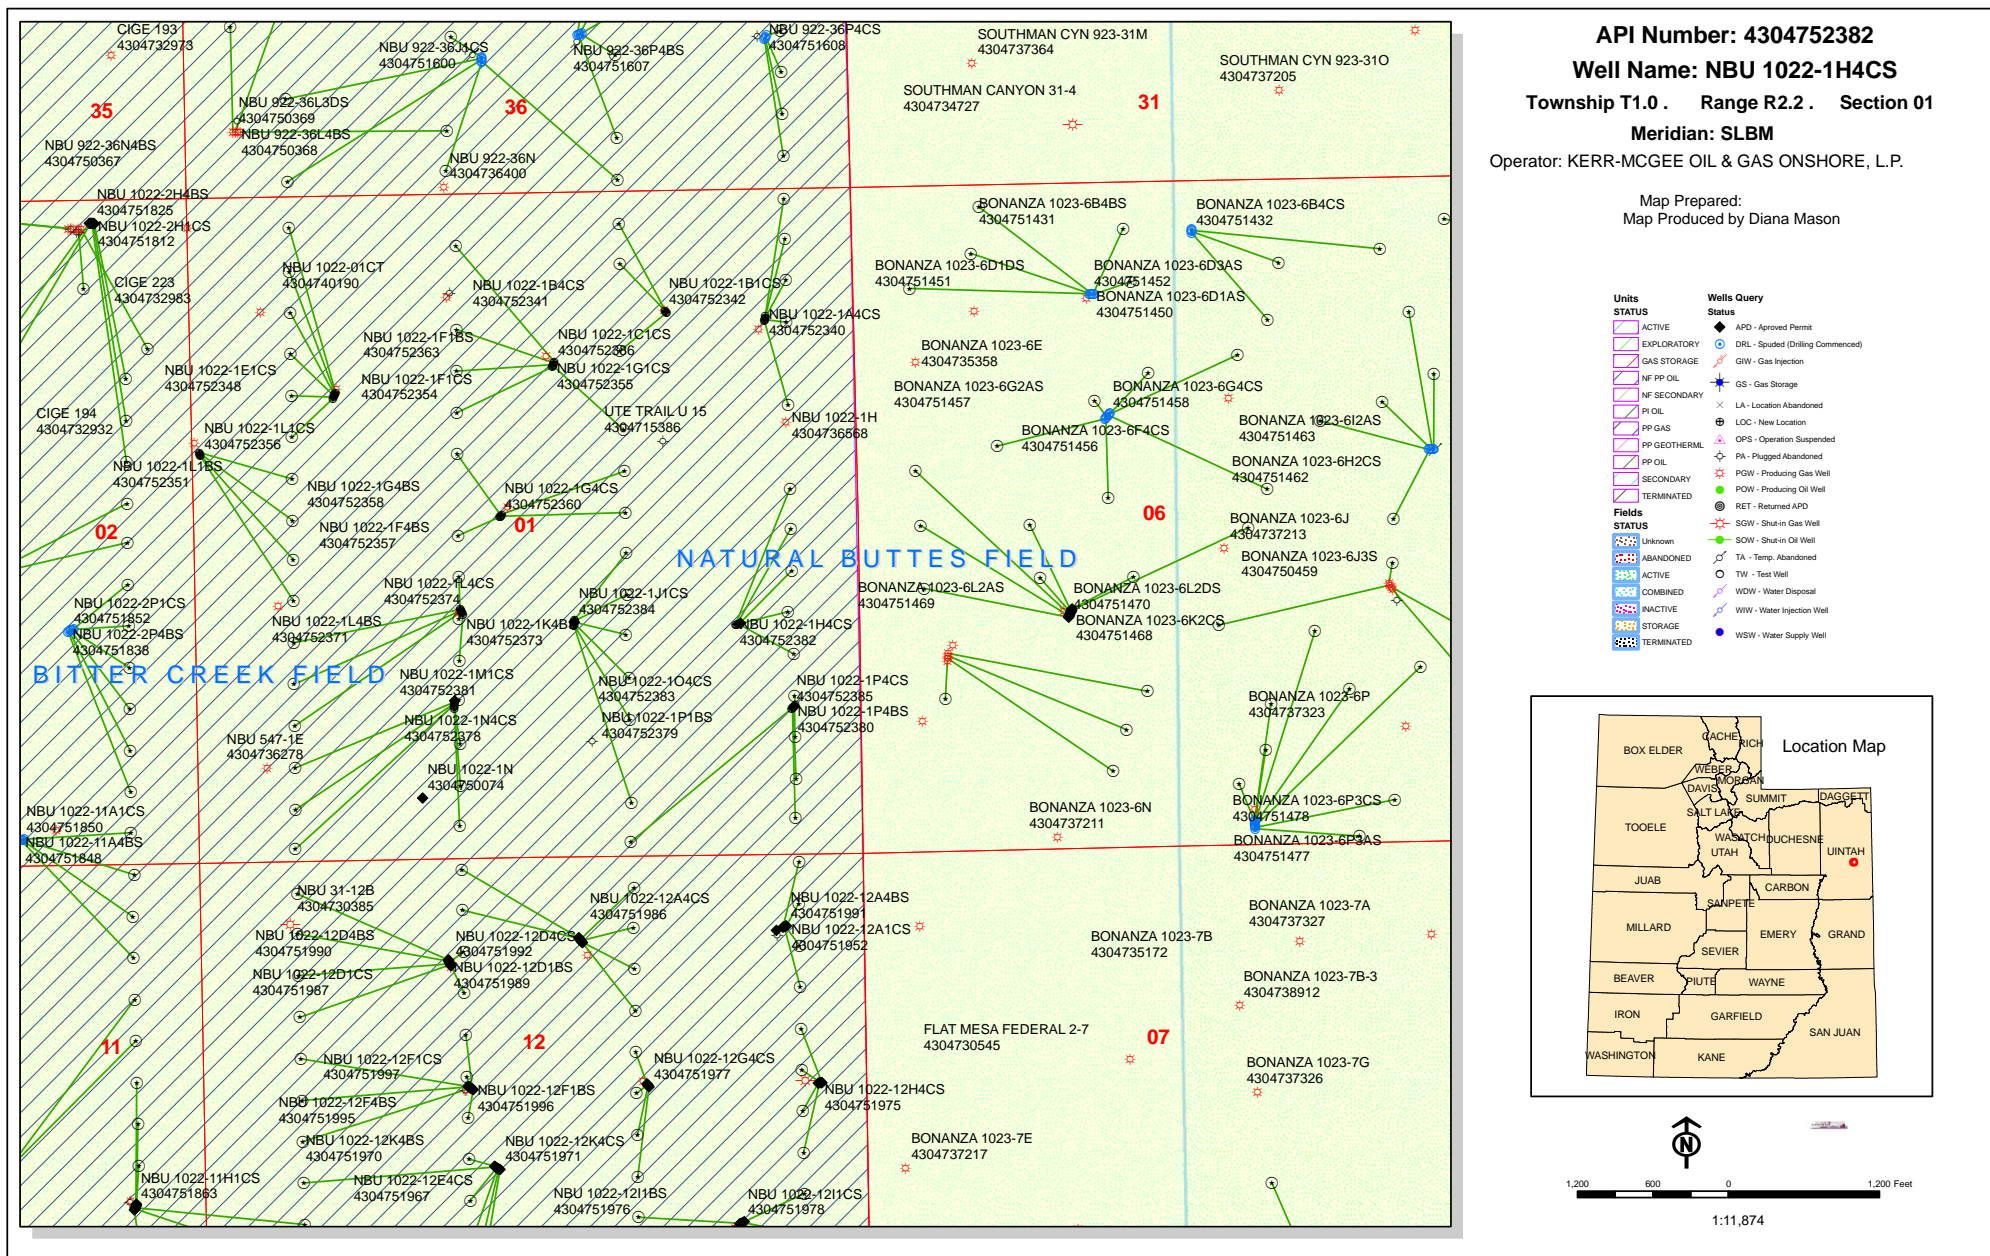 API Number: 4304752382
Well Name: NBU 1022-1H4CS
Township T1.0 . Range R2.2 . Section 01
Meridian: SLBM
Operator: KERR-MCGEE OIL & GAS ONSHORE, L.P.
Map Prepared:
Map Produced by Diana Mason
CIGE 193
4304732973
NBU 922-36J1CS
4304751600
NBU 922-36P4BS
4304751607
NBU 922-36P4CS
4304751608
SOUTHMAN CYN 923-31M
4304737364
SOUTHMAN CYN 923-31O
4304737205
SOUTHMAN CANYON 31-4
4304734727
35
36
31
NBU 922-36L3DS
4304750369
NBU 922-36L4BS
4304750368
NBU 922-36N4BS
4304750367
NBU 922-36N
4304736400
NBU 1022-2H4BS
4304751825
NBU 1022-2H1CS
4304751812
CIGE 223
4304732983
NBU 1022-01CT
4304740190
NBU 1022-1B4CS
4304752341
NBU 1022-1B1CS
4304752342
NBU 1022-1A4CS
4304752340
BONANZA 1023-6B4BS
4304751431
BONANZA 1023-6B4CS
4304751432
BONANZA 1023-6D1DS
4304751451
BONANZA 1023-6D3AS
4304751452
BONANZA 1023-6D1AS
4304751450
NBU 1022-1F1BS
4304752363
NBU 1022-1C1CS
4304752366
NBU 1022-1G1CS
4304752355
NBU 1022-1E1CS
4304752348
NBU 1022-1F1CS
4304752354
BONANZA 1023-6E
4304735358
BONANZA 1023-6G2AS
4304751457
BONANZA 1023-6G4CS
4304751458
CIGE 194
4304732932
NBU 1022-1L1CS
4304752356
UTE TRAIL U 15
4304715386
NBU 1022-1H
4304736568
BONANZA 1023-6F4CS
4304751456
BONANZA 1023-6I2AS
4304751463
BONANZA 1023-6H2CS
4304751462
NBU 1022-1L1BS
4304752351
NBU 1022-1G4BS
4304752358
NBU 1022-1G4CS
4304752360
NBU 1022-1F4BS
4304752357
02
01
06
NATURAL BUTTES FIELD
BONANZA 1023-6J
4304737213
BONANZA 1023-6J3S
4304750459
NBU 1022-1L4CS
4304752374
NBU 1022-1J1CS
4304752384
BONANZA 1023-6L2AS
4304751469
BONANZA 1023-6L2DS
4304751470
BONANZA 1023-6K2CS
4304751468
NBU 1022-2P1CS
4304751852
NBU 1022-2P4BS
4304751838
NBU 1022-1L4BS
4304752371
NBU 1022-1K4BS
4304752373
NBU 1022-1H4CS
4304752382
BITTER CREEK FIELD
NBU 1022-1M1CS
4304752381
NBU 1022-1O4CS
4304752383
NBU 1022-1P4CS
4304752385
NBU 1022-1P4BS
4304752380
NBU 1022-1N4CS
4304752378
NBU 1022-1P1BS
4304752379
BONANZA 1023-6P
4304737323
NBU 547-1E
4304736278
NBU 1022-1N
4304750074
NBU 1022-11A1CS
4304751850
NBU 1022-11A4BS
4304751848
BONANZA 1023-6N
4304737211
BONANZA 1023-6P3CS
4304751478
BONANZA 1023-6P3AS
4304751477
NBU 31-12B
4304730385
NBU 1022-12A4CS
4304751986
NBU 1022-12A4BS
4304751991
NBU 1022-12A1CS
4304751952
NBU 1022-12D4BS
4304751990
NBU 1022-12D4CS
4304751992
NBU 1022-12D1BS
4304751989
NBU 1022-12D1CS
4304751987
BONANZA 1023-7B
4304735172
BONANZA 1023-7A
4304737327
BONANZA 1023-7B-3
4304738912
11
12
07
FLAT MESA FEDERAL 2-7
4304730545
NBU 1022-12F1CS
4304751997
NBU 1022-12G4CS
4304751977
NBU 1022-12F1BS
4304751996
NBU 1022-12H4CS
4304751975
BONANZA 1023-7G
4304737326
NBU 1022-12F4BS
4304751995
NBU 1022-12K4BS
4304751970
NBU 1022-12K4CS
4304751971
BONANZA 1023-7E
4304737217
NBU 1022-11H1CS
4304751863
NBU 1022-12E4CS
4304751967
NBU 1022-12I1BS
4304751976
NBU 1022-12I1CS
4304751978
Units
STATUS
ACTIVE
EXPLORATORY
GAS STORAGE
NF PP OIL
NF SECONDARY
PI OIL
PP GAS
PP GEOTHERML
PP OIL
SECONDARY
TERMINATED
Fields
STATUS
Unknown
ABANDONED
ACTIVE
COMBINED
INACTIVE
STORAGE
TERMINATED
Wells Query
Status
APD - Aproved Permit
DRL - Spuded (Drilling Commenced)
GIW - Gas Injection
GS - Gas Storage
LA - Location Abandoned
LOC - New Location
OPS - Operation Suspended
PA - Plugged Abandoned
PGW - Producing Gas Well
POW - Producing Oil Well
RET - Returned APD
SGW - Shut-in Gas Well
SOW - Shut-in Oil Well
TA - Temp. Abandoned
TW - Test Well
WDW - Water Disposal
WIW - Water Injection Well
WSW - Water Supply Well
Location Map
BOX ELDER
CACHE
RICH
WEBER
MORGAN
DAVIS
SUMMIT
DAGGETT
SALT LAKE
TOOELE
WASATCH
DUCHESNE
UTAH
UINTAH
JUAB
CARBON
SANPETE
MILLARD
EMERY
GRAND
SEVIER
BEAVER
PIUTE
WAYNE
IRON
GARFIELD
SAN JUAN
WASHINGTON
KANE
N
1,200 600 0 1,200 Feet
1:11,874